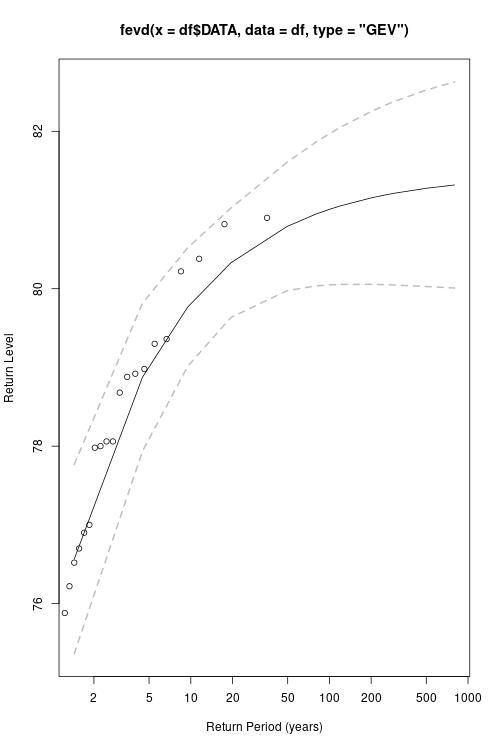 fevd(x = df$DATA, data = df, type = "GEV")
82
80
78
76
Return Level
2 5 10 20 50 100 200 500 1000
Return Period (years)